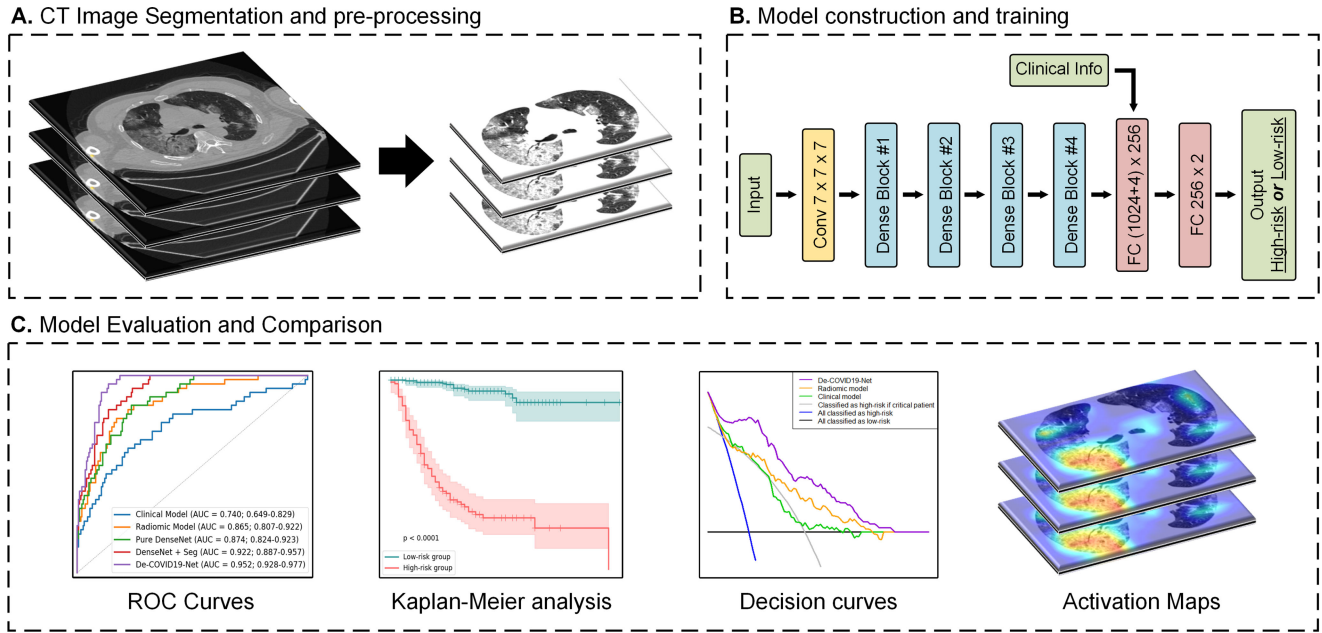 A. CT Image Segmentation and pre-processing
B. Model construction and training
Clinical Info
Input
Conv 7 x 7 x 7
Dense Block #1
Dense Block #2
Dense Block #3
Dense Block #4
FC (1024+4) x 256
FC 256 x 2
Output
High-risk or Low-risk
C. Model Evaluation and Comparison
Clinical Model (AUC = 0.740; 0.649-0.829)
Radiomic Model (AUC = 0.865; 0.807-0.922)
Pure DenseNet (AUC = 0.874; 0.824-0.923)
DenseNet + Seg (AUC = 0.922; 0.887-0.957)
De-COVID19-Net (AUC = 0.952; 0.928-0.977)
ROC Curves
p < 0.0001
Low-risk group
High-risk group
Kaplan-Meier analysis
De-COVID19-Net
Radiomic model
Clinical model
Classified as high-risk if critical patient
All classified as high-risk
All classified as low-risk
Decision curves
Activation Maps